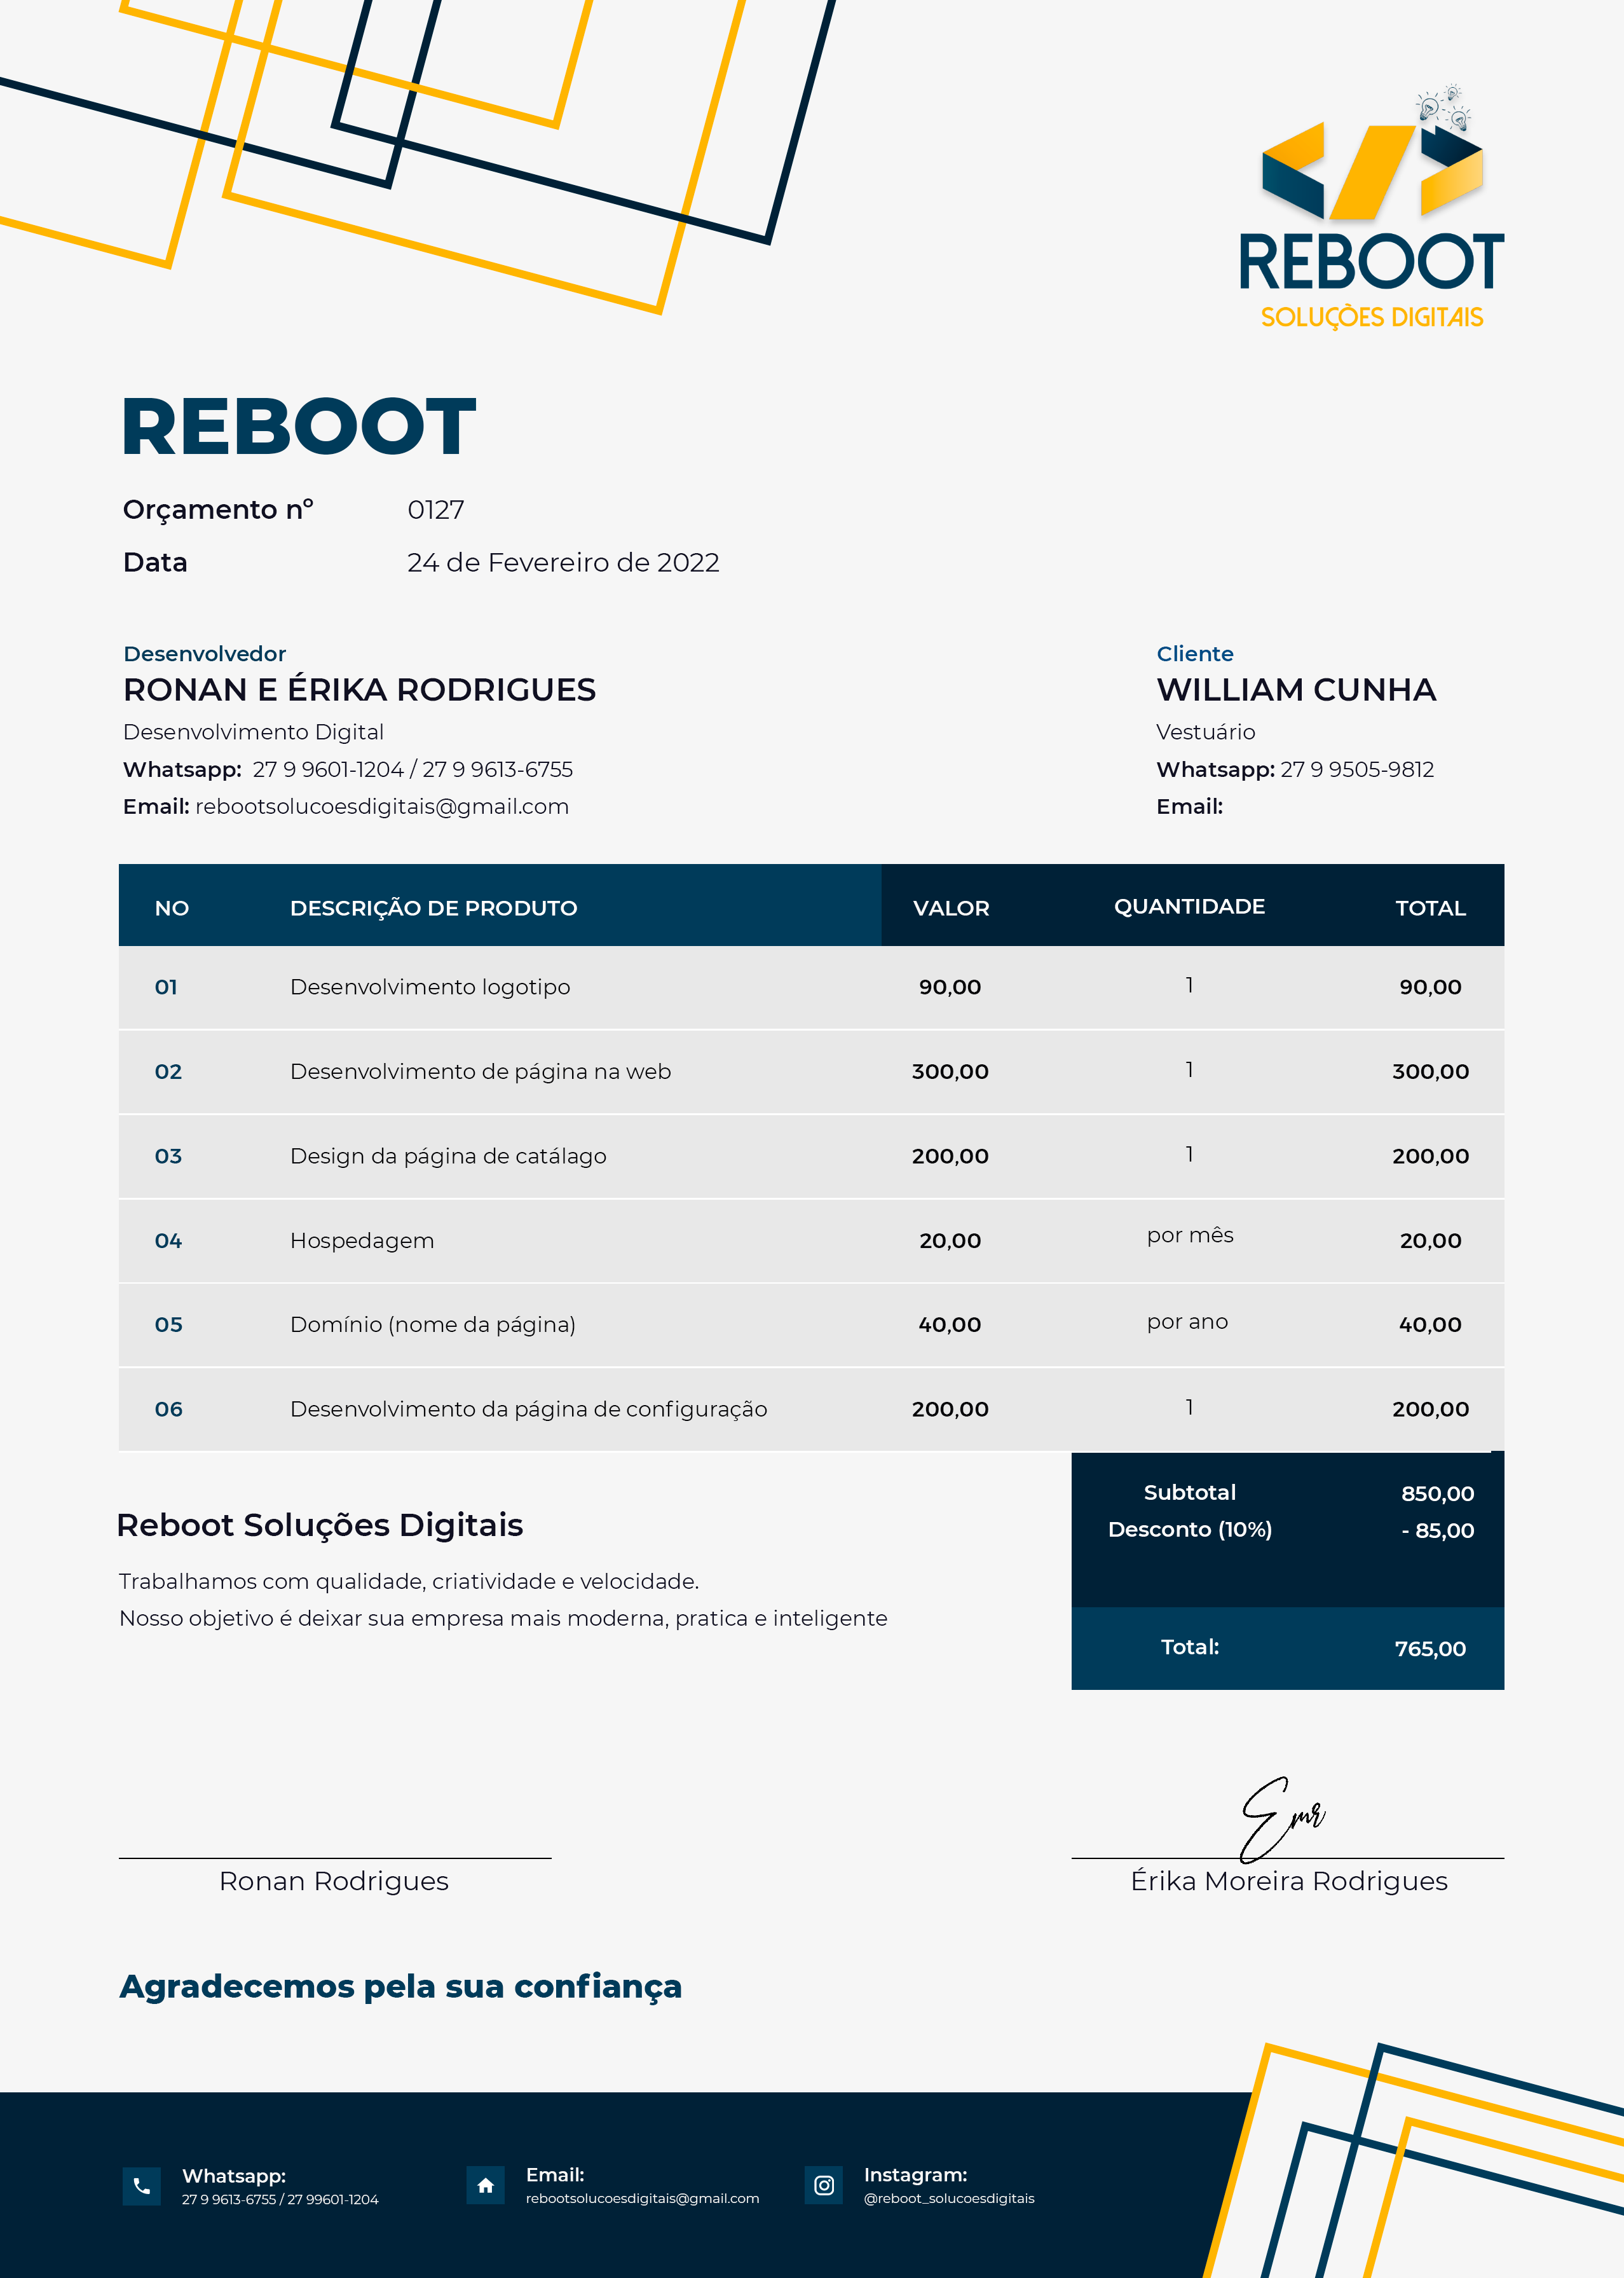 REBOOT
SOLUÇÕES DIGITAIS
REBOOT
Orçamento nº 0127
Data 24 de Fevereiro de 2022
Desenvolvedor
RONAN E ÉRIKA RODRIGUES
Desenvolvimento Digital
Whatsapp: 27 9 9601-1204 / 27 9 9613-6755
Email: rebootsolucoesdigitais@gmail.com
Cliente
WILLIAM CUNHA
Vestuário
Whatsapp: 27 9 9505-9812
Email:
NO DESCRIÇÃO DE PRODUTO VALOR QUANTIDADE TOTAL
01 Desenvolvimento logotipo 90,00 1 90,00
02 Desenvolvimento de página na web 300,00 1 300,00
03 Design da página de catálago 200,00 1 200,00
04 Hospedagem 20,00 por mês 20,00
05 Domínio (nome da página) 40,00 por ano 40,00
06 Desenvolvimento da página de configuração 200,00 1 200,00
Subtotal 850,00
Desconto (10%) - 85,00
Total: 765,00
Reboot Soluções Digitais
Trabalhamos com qualidade, criatividade e velocidade.
Nosso objetivo é deixar sua empresa mais moderna, pratica e inteligente
Emr
Ronan Rodrigues
Érika Moreira Rodrigues
Agradecemos pela sua confiança
Whatsapp:
27 9 9613-6755 / 27 99601-1204
Email:
rebootsolucoesdigitais@gmail.com
Instagram:
@reboot_solucoesdigitais